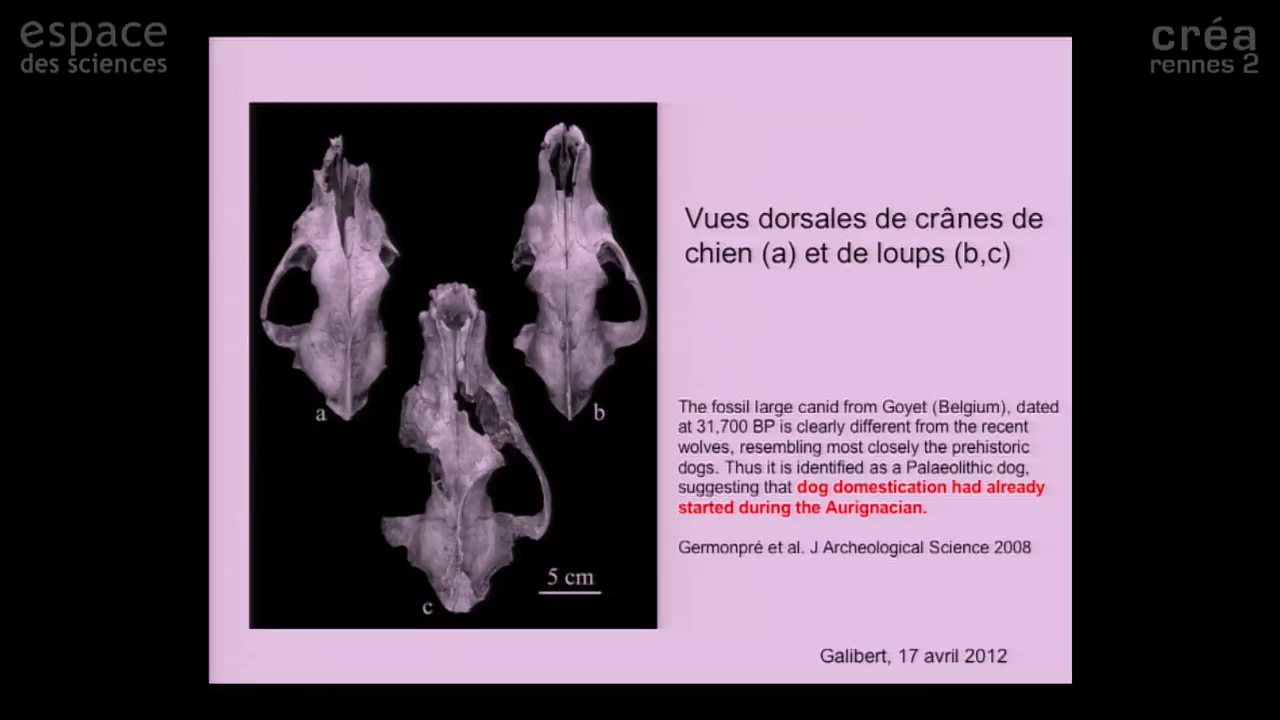 espace
des sciences
créa
rennes 2
Vues dorsales de crânes de
chien (a) et de loups (b,c)
a
b
c
5 cm
The fossil large canid from Goyet (Belgium), dated
at 31,700 BP is clearly different from the recent
wolves, resembling most closely the prehistoric
dogs. Thus it is identified as a Palaeolithic dog,
suggesting that dog domestication had already
started during the Aurignacian.
Germonpré et al. J Archeological Science 2008
Galibert, 17 avril 2012